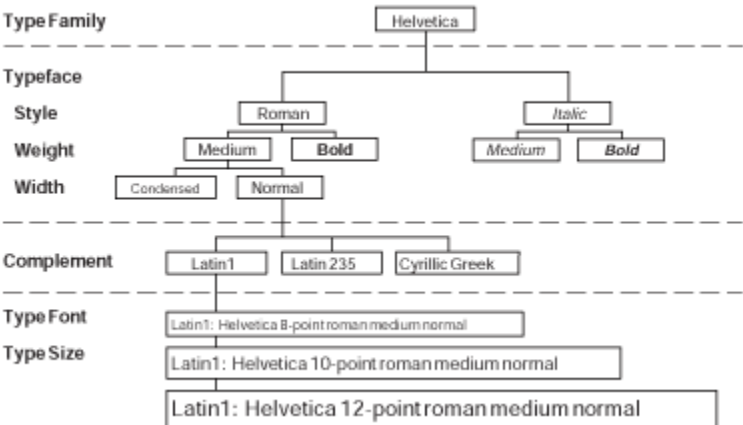 Type Family Helvetica
Typeface
Style Roman Italic
Weight Medium Bold Medium Bold
Width Condensed Normal
Complement Latin1 Latin 235 Cyrillic Greek
Type Font Latin1: Helvetica 8-point roman medium normal
Type Size Latin1: Helvetica 10-point roman medium normal
Latin1: Helvetica 12-point roman medium normal